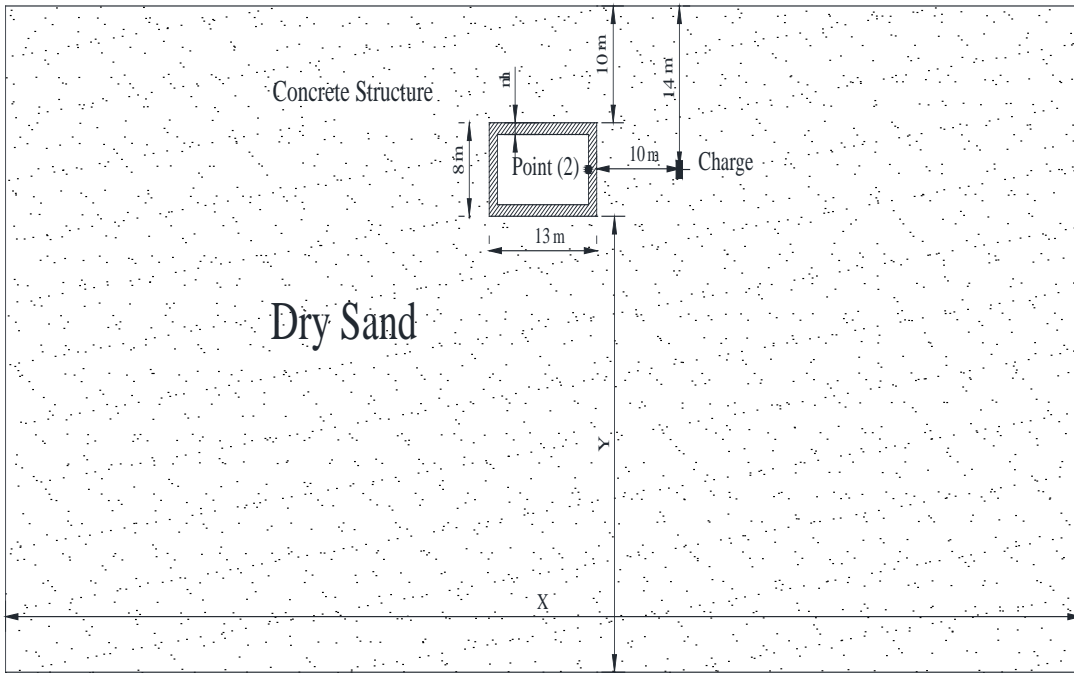 10 m
14 m
Concrete Structure
8 m
Point (2)
10 m
Charge
13 m
Dry Sand
Y
X